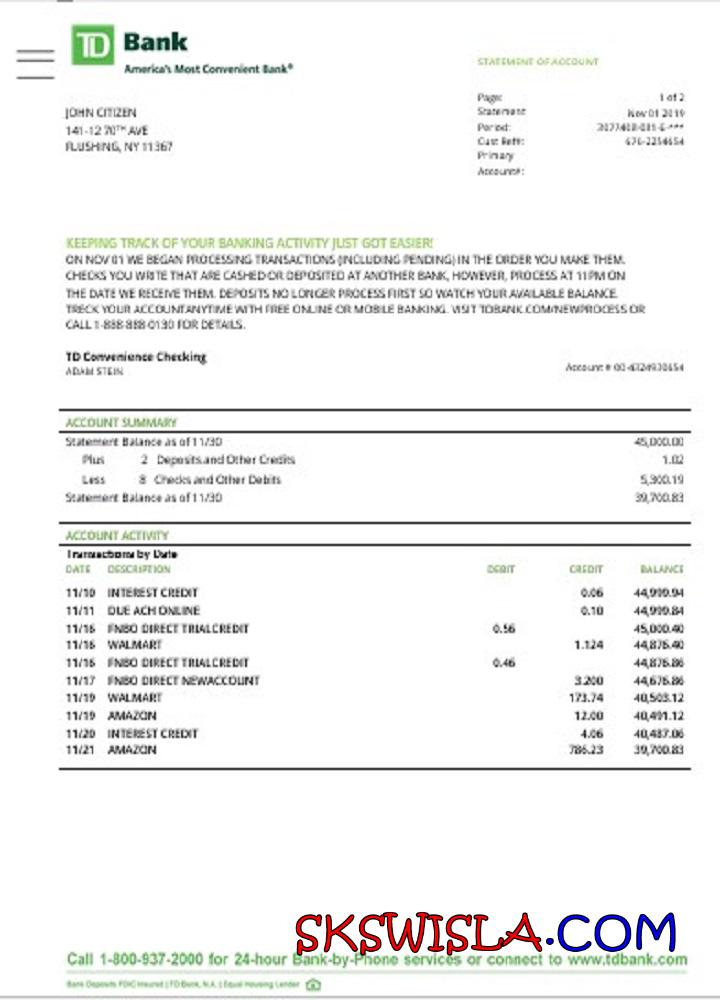 TD Bank
America's Most Convenient Bank®
STATEMENT OF ACCOUNT
JOHN CITIZEN
141-12 70TH AVE
FLUSHING, NY 11367
Page: 1 of 2
Statement Nov 01 2019
Period:
Cust Ref#: 676-2254654
Primary
Account#:
KEEPING TRACK OF YOUR BANKING ACTIVITY JUST GOT EASIER!
ON NOV 01 WE BEGAN PROCESSING TRANSACTIONS (INCLUDING PENDING) IN THE ORDER YOU MAKE THEM.
CHECKS YOU WRITE THAT ARE CASHED OR DEPOSITED AT ANOTHER BANK, HOWEVER, PROCESS AT 11PM ON
THE DATE WE RECEIVE THEM. DEPOSITS NO LONGER PROCESS FIRST SO WATCH YOUR AVAILABLE BALANCE.
TRECK YOUR ACCOUNTANYTIME WITH FREE ONLINE OR MOBILE BANKING. VISIT TDBANK.COM/NEWPROCESS OR
CALL 1-888-888-0130 FOR DETAILS.
TD Convenience Checking
ADAM STEIN
Account #
ACCOUNT SUMMARY
Statement Balance as of 11/30 45,000.00
Plus 2 Deposits and Other Credits 1.02
Less 8 Checks and Other Debits 5,300.19
Statement Balance as of 11/30 39,700.83
ACCOUNT ACTIVITY
Transactions by Date
DATE DESCRIPTION DEBIT CREDIT BALANCE
11/10 INTEREST CREDIT 0.06 44,999.94
11/11 DUE ACH ONLINE 0.10 44,999.84
11/16 FNBO DIRECT TRIALCREDIT 0.56 45,000.40
11/16 WALMART 1.124 44,876.40
11/16 FNBO DIRECT TRIALCREDIT 0.46 44,876.86
11/17 FNBO DIRECT NEWACCOUNT 3.200 44,676.86
11/19 WALMART 173.74 40,503.12
11/19 AMAZON 12.00 40,491.12
11/20 INTEREST CREDIT 4.06 40,487.06
11/21 AMAZON 786.23 39,700.83
SKSWISLA.COM
Call 1-800-937-2000 for 24-hour Bank-by-Phone services or connect to www.tdbank.com
Bank Deposits FDIC Insured | TD Bank, N.A. | Equal Housing Lender